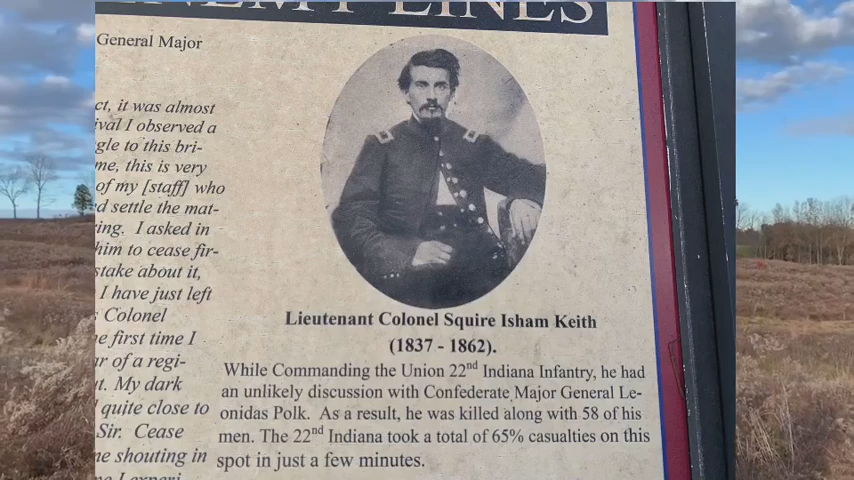 ENEMY LINES
General Major
ct, it was almost
ival I observed a
gle to this bri-
me, this is very
of my [staff] who
d settle the mat-
ring. I asked in
him to cease fir-
stake about it,
I have just left
s Colonel
e first time I
ar of a regi-
t. My dark
quite close to
Sir. Cease
ne shouting in
Lieutenant Colonel Squire Isham Keith
(1837 - 1862).
While Commanding the Union 22nd Indiana Infantry, he had
an unlikely discussion with Confederate Major General Le-
onidas Polk. As a result, he was killed along with 58 of his
men. The 22nd Indiana took a total of 65% casualties on this
spot in just a few minutes.